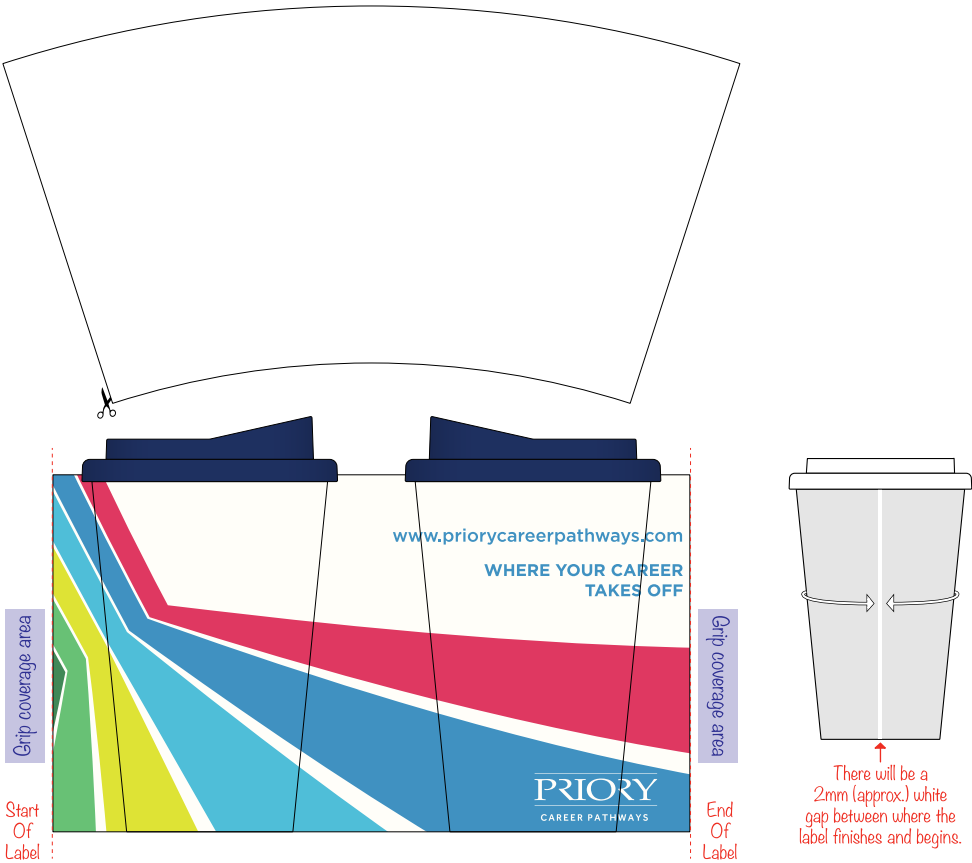 www.priorycareerpathways.com
WHERE YOUR CAREER
TAKES OFF
Grip coverage area
Grip coverage area
PRIORY
CAREER PATHWAYS
Start
Of
Label
End
Of
Label
There will be a
2mm (approx.) white
gap between where the
label finishes and begins.